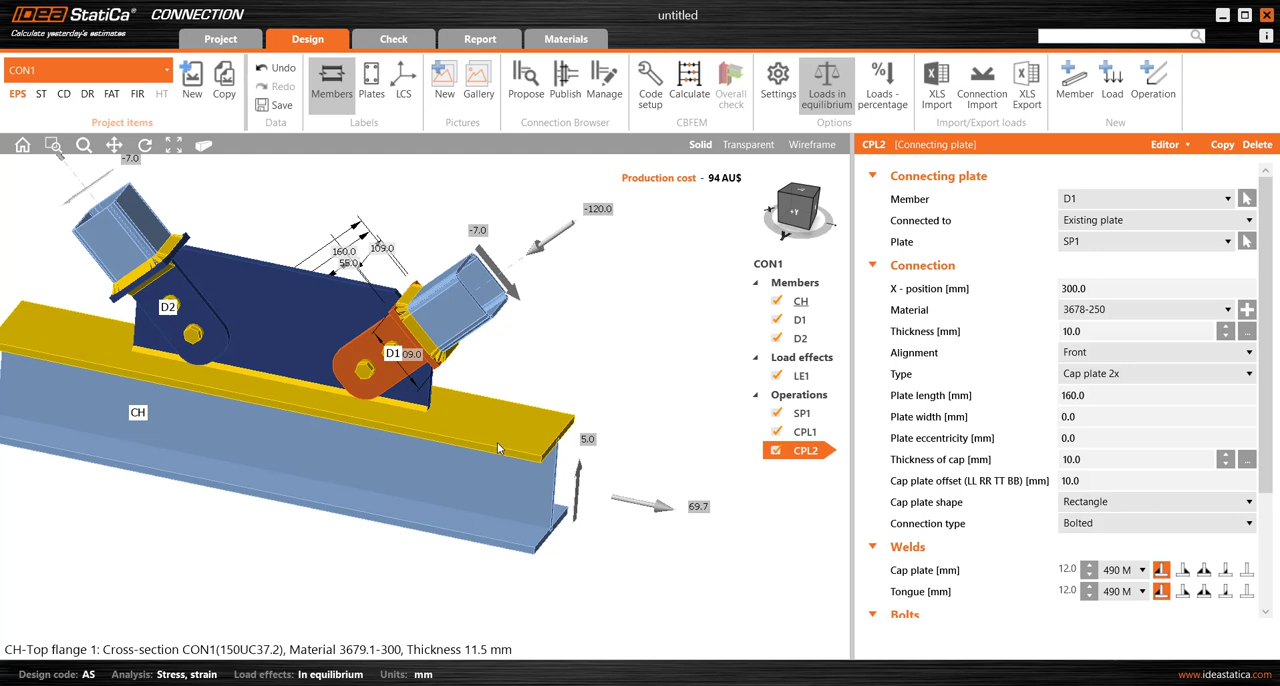 IDEA StatiCa® CONNECTION
Calculate yesterday's estimates
untitled
Project
Design
Check
Report
Materials
CON1
EPS ST CD DR FAT FIR HT
New
Copy
Project items
Undo
Redo
Save
Data
Members
Plates
LCS
Labels
New
Gallery
Pictures
Propose
Publish
Manage
Connection Browser
Code setup
Calculate
Overall check
CBFEM
Settings
Loads in equilibrium
Loads - percentage
Options
XLS Import
Connection Import
XLS Export
Import/Export loads
Member
Load
Operation
New
Solid
Transparent
Wireframe
Production cost - 94 AU$
-7.0
-120.0
-7.0
160.0
109.0
55.0
D2
D1
09.0
CH
5.0
69.7
+Y
Y
CON1
Members
CH
D1
D2
Load effects
LE1
Operations
SP1
CPL1
CPL2
CPL2 [Connecting plate]
Editor
Copy
Delete
Connecting plate
Member D1
Connected to Existing plate
Plate SP1
Connection
X - position [mm] 300.0
Material 3678-250
Thickness [mm] 10.0
Alignment Front
Type Cap plate 2x
Plate length [mm] 160.0
Plate width [mm] 0.0
Plate eccentricity [mm] 0.0
Thickness of cap [mm] 10.0
Cap plate offset (LL RR TT BB) [mm] 10.0
Cap plate shape Rectangle
Connection type Bolted
Welds
Cap plate [mm] 12.0 490 M
Tongue [mm] 12.0 490 M
Bolts
CH-Top flange 1: Cross-section CON1(150UC37.2), Material 3679.1-300, Thickness 11.5 mm
Design code: AS Analysis: Stress, strain Load effects: In equilibrium Units: mm
www.ideastatica.com